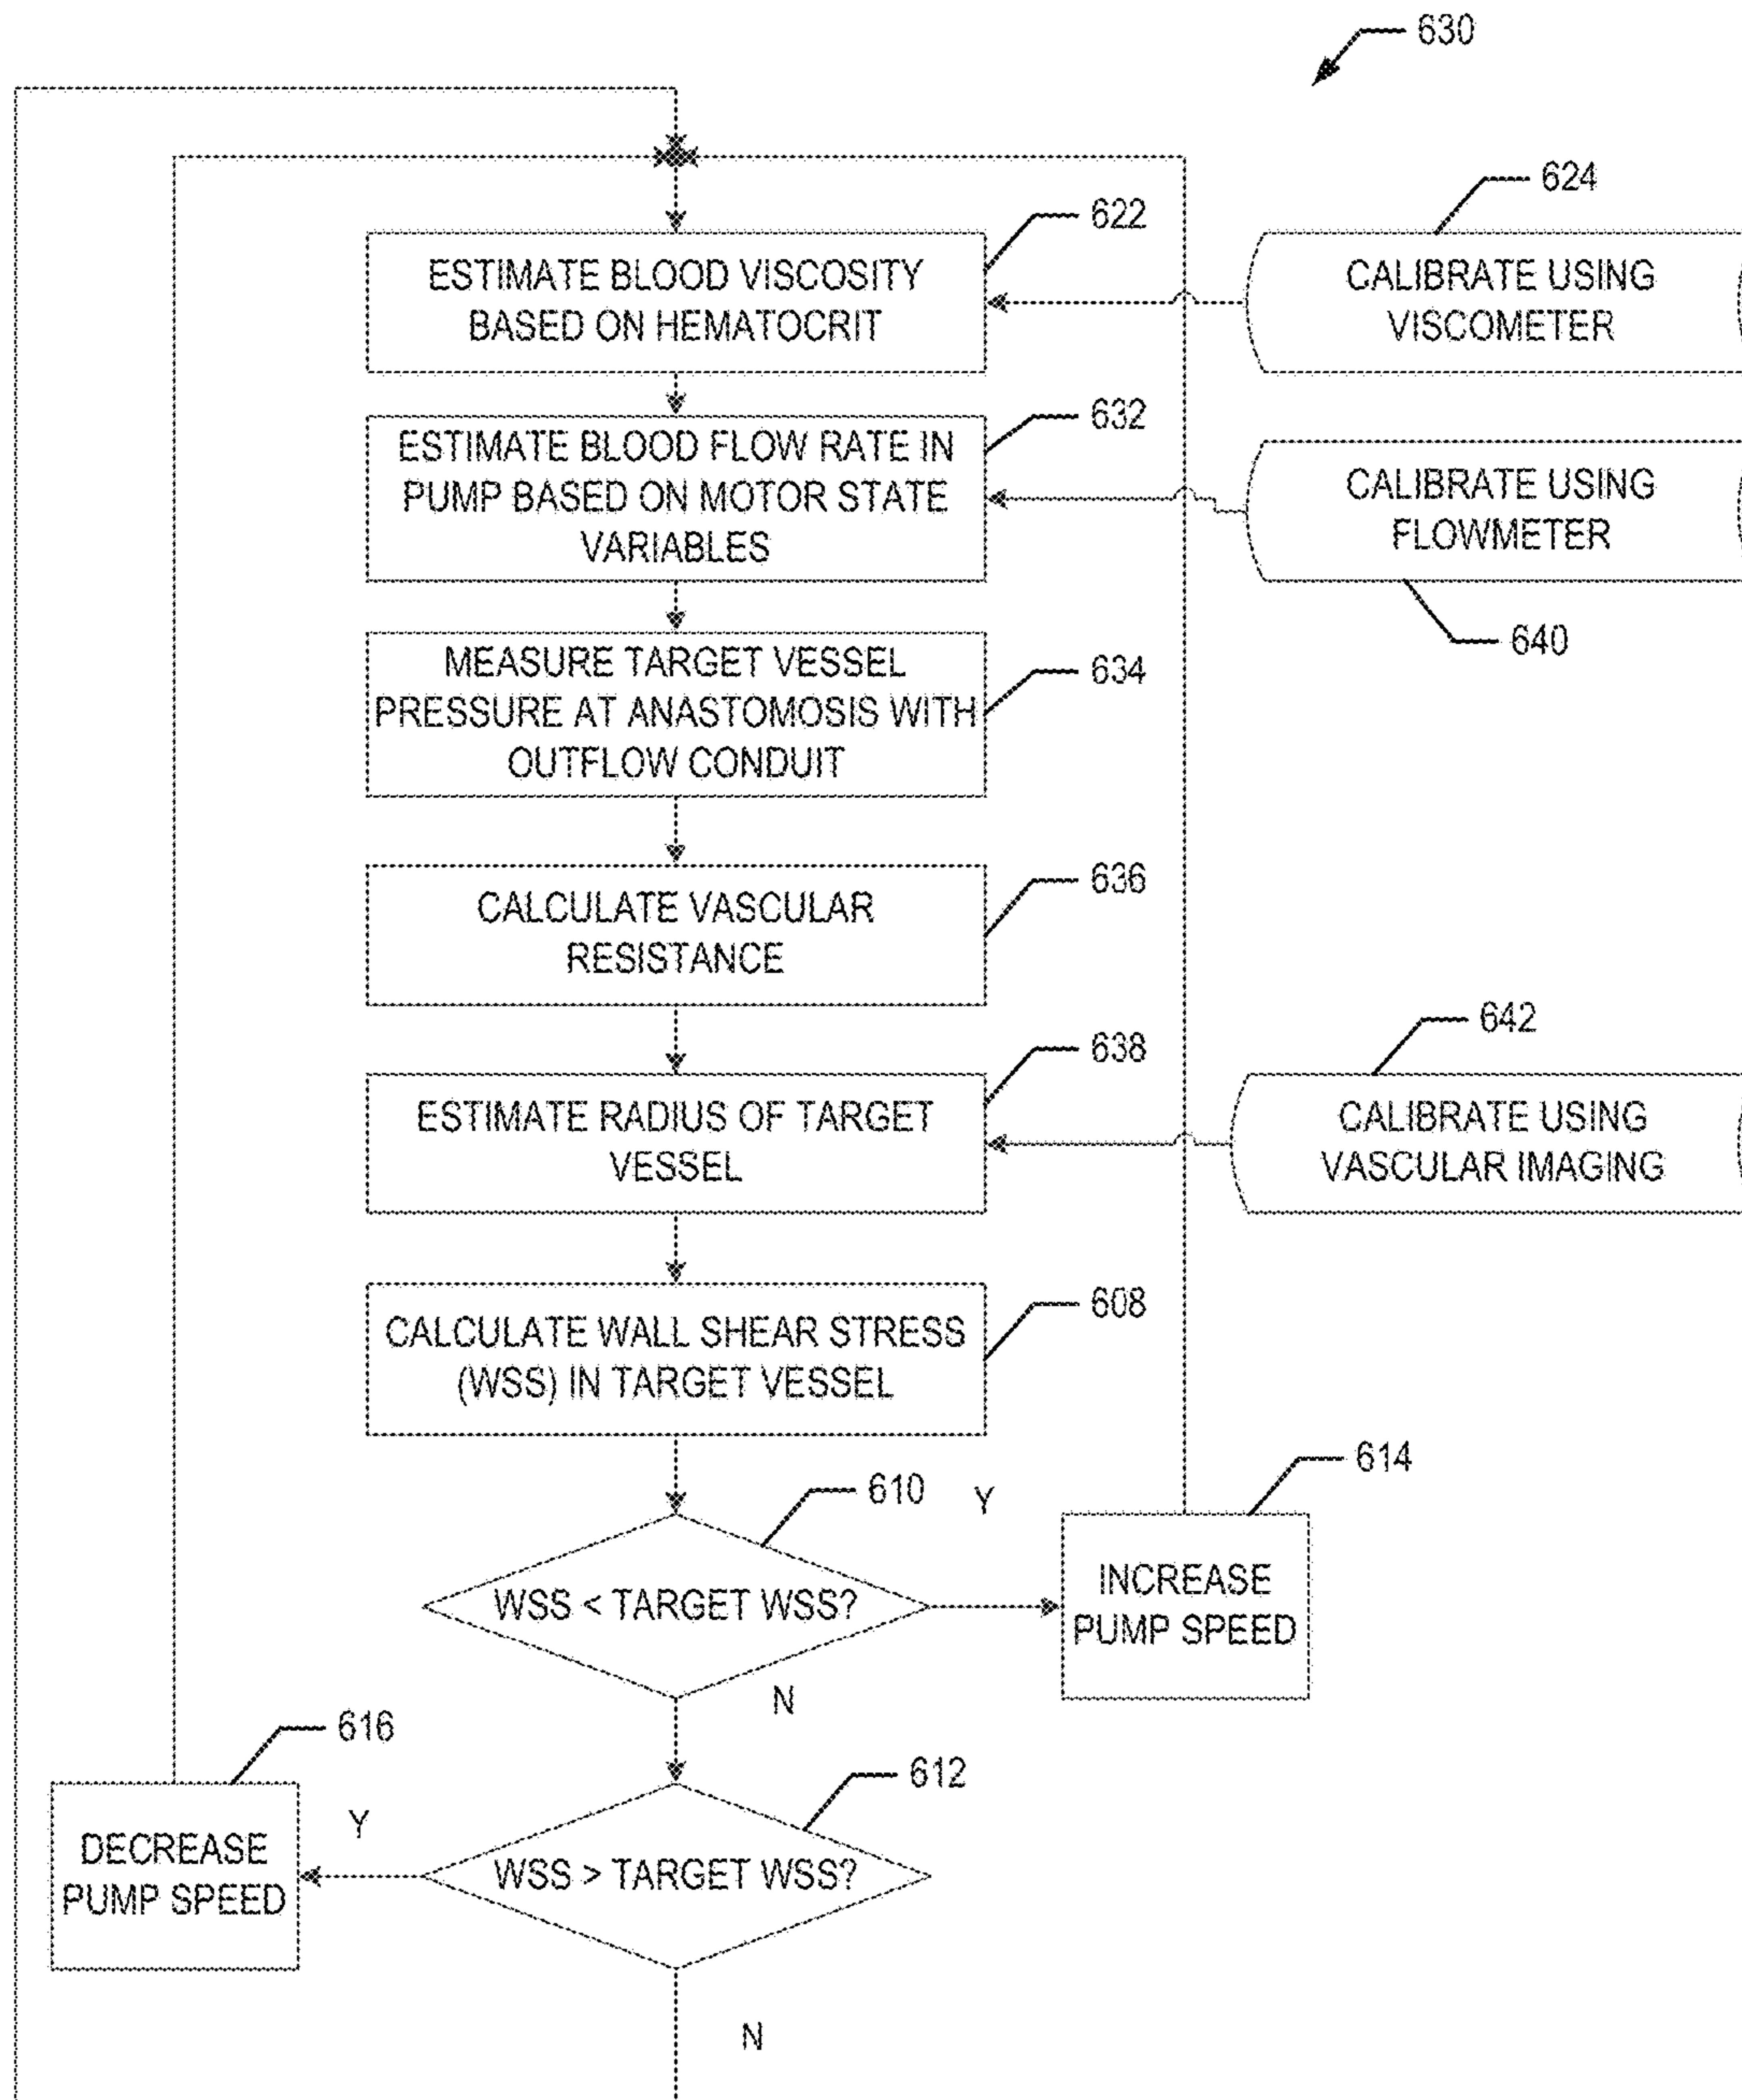 630
624
622
ESTIMATE BLOOD VISCOSITY
BASED ON HEMATOCRIT
CALIBRATE USING
VISCOMETER
632
ESTIMATE BLOOD FLOW RATE IN
PUMP BASED ON MOTOR STATE
VARIABLES
CALIBRATE USING
FLOWMETER
640
MEASURE TARGET VESSEL
PRESSURE AT ANASTOMOSIS WITH
OUTFLOW CONDUIT
634
CALCULATE VASCULAR
RESISTANCE
636
642
638
ESTIMATE RADIUS OF TARGET
VESSEL
CALIBRATE USING
VASCULAR IMAGING
608
CALCULATE WALL SHEAR STRESS
(WSS) IN TARGET VESSEL
614
610
Y
WSS < TARGET WSS?
INCREASE
PUMP SPEED
N
616
612
Y
DECREASE
PUMP SPEED
WSS > TARGET WSS?
N